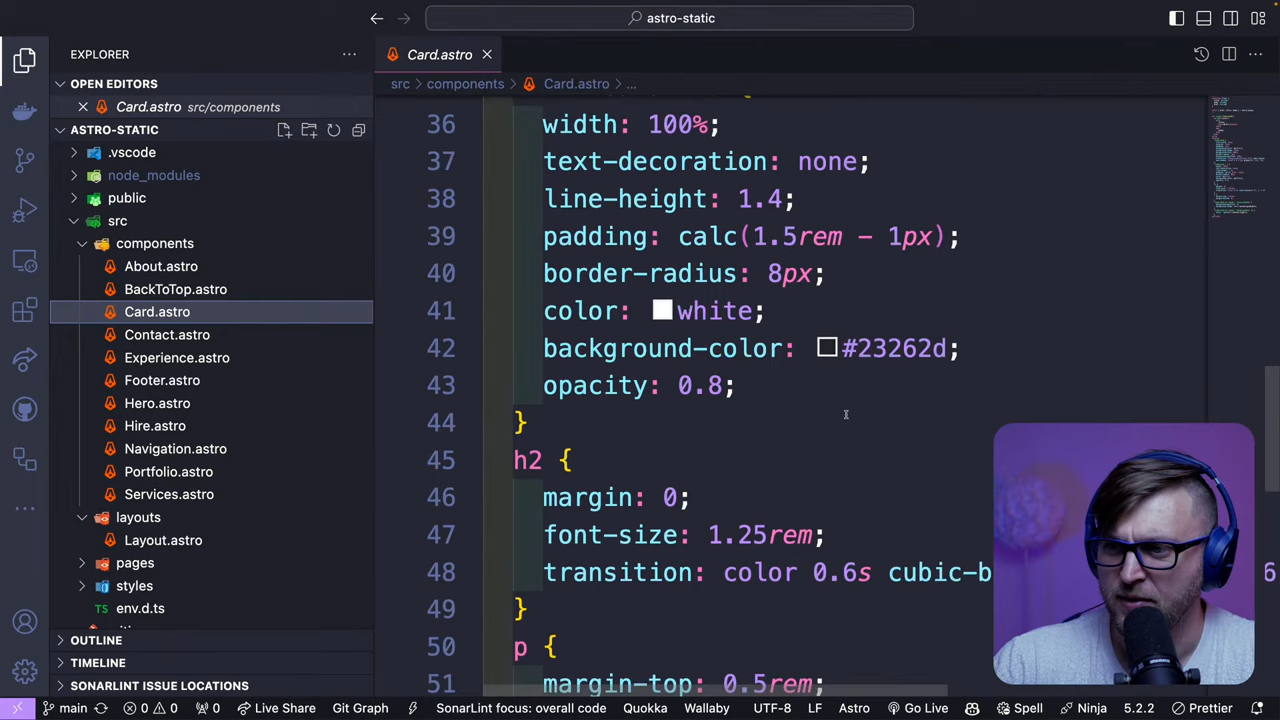 astro-static
EXPLORER
OPEN EDITORS
Card.astro src/components
ASTRO-STATIC
.vscode
node_modules
public
src
components
About.astro
BackToTop.astro
Card.astro
Contact.astro
Experience.astro
Footer.astro
Hero.astro
Hire.astro
Navigation.astro
Portfolio.astro
Services.astro
layouts
Layout.astro
pages
styles
TS env.d.ts
OUTLINE
TIMELINE
SONARLINT ISSUE LOCATIONS
Card.astro
src > components > Card.astro > ...
36 width: 100%;
37 text-decoration: none;
38 line-height: 1.4;
39 padding: calc(1.5rem - 1px);
40 border-radius: 8px;
41 color: white;
42 background-color: #23262d;
43 opacity: 0.8;
44 }
45 h2 {
46 margin: 0;
47 font-size: 1.25rem;
48 transition: color 0.6s cubic-b 6
49 }
50 p {
51 margin-top: 0.5rem;
main 0 0 0 Live Share Git Graph SonarLint focus: overall code Quokka Wallaby UTF-8 LF Astro Go Live Spell Ninja 5.2.2 Prettier